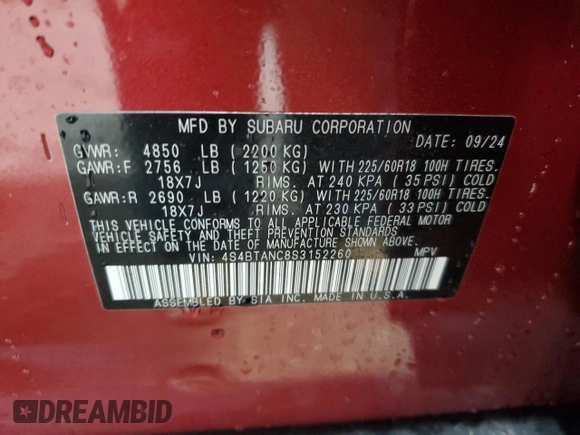 MFD BY SUBARU CORPORATION DATE: 09/24
GVWR: 4850 LB ( 2200 KG)
GAWR:F 2756 LB ( 1250 KG) WITH 225/60R18 100H TIRES.
18X7J RIMS. AT 240 KPA ( 35 PSI) COLD
GAWR:R 2690 LB ( 1220 KG) WITH 225/60R18 100H TIRES.
18X7J RIMS. AT 230 KPA ( 33 PSI) COLD
THIS VEHICLE CONFORMS TO ALL APPLICABLE FEDERAL MOTOR
VEHICLE SAFETY AND BUMPER AND THEFT PREVENTION STANDARDS
IN EFFECT ON THE DATE OF MANUFACTURE SHOWN ABOVE.
VIN: 4S4BTANC8S3152260 MPV
ASSEMBLED BY SIA INC. MADE IN U.S.A.
DREAMBID